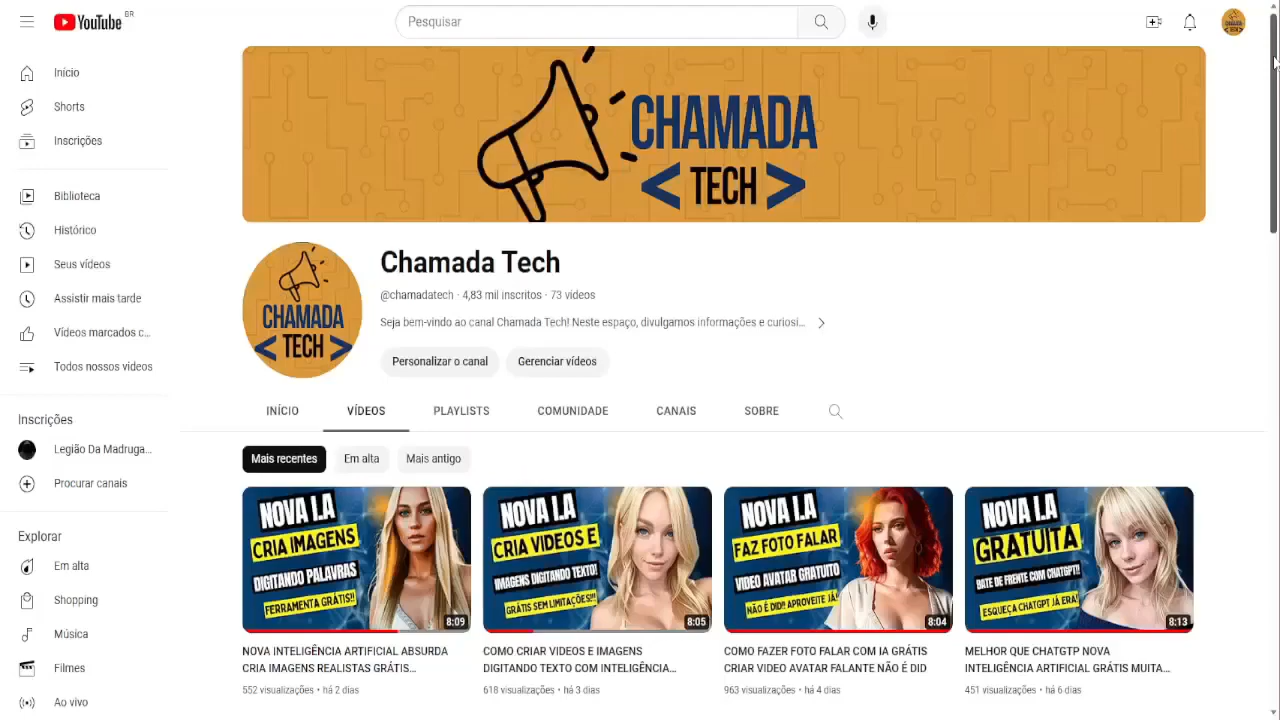 YouTube BR
Pesquisar
Início
Shorts
Inscrições
Biblioteca
Histórico
Seus vídeos
Assistir mais tarde
Vídeos marcados c...
Todos nossos videos
Inscrições
Legião Da Madruga...
Procurar canais
Explorar
Em alta
Shopping
Música
Filmes
Ao vivo
CHAMADA
< TECH >
CHAMADA
< TECH >
Chamada Tech
@chamadatech · 4,83 mil inscritos · 73 videos
Seja bem-vindo ao canal Chamada Tech! Neste espaço, divulgamos informações e curiosi...
Personalizar o canal
Gerenciar vídeos
INÍCIO
VÍDEOS
PLAYLISTS
COMUNIDADE
CANAIS
SOBRE
Mais recentes
Em alta
Mais antigo
NOVA I.A
CRIA IMAGENS
DIGITANDO PALAVRAS
FERRAMENTA GRÁTIS!!
8:09
NOVA INTELIGÊNCIA ARTIFICIAL ABSURDA
CRIA IMAGENS REALISTAS GRÁTIS...
552 visualizações · há 2 dias
NOVA I.A
CRIA VIDEOS E
IMAGENS DIGITANDO TEXTO!
GRÁTIS SEM LIMITAÇÕES!!!
8:05
COMO CRIAR VIDEOS E IMAGENS
DIGITANDO TEXTO COM INTELIGÊNCIA...
618 visualizações · há 3 dias
NOVA I.A
FAZ FOTO FALAR
VIDEO AVATAR GRATUITO
NÃO É DID!! APROVEITE JÁ!
8:04
COMO FAZER FOTO FALAR COM IA GRÁTIS
CRIAR VIDEO AVATAR FALANTE NÃO É DID
963 visualizações · há 4 dias
NOVA I.A
GRATUITA
BATE DE FRENTE COM CHATGPT!!
ESQUEÇA CHATGPT JÁ ERA!
8:13
MELHOR QUE CHATGTP NOVA
INTELIGÊNCIA ARTIFICIAL GRÁTIS MUITA...
451 visualizações · há 6 dias